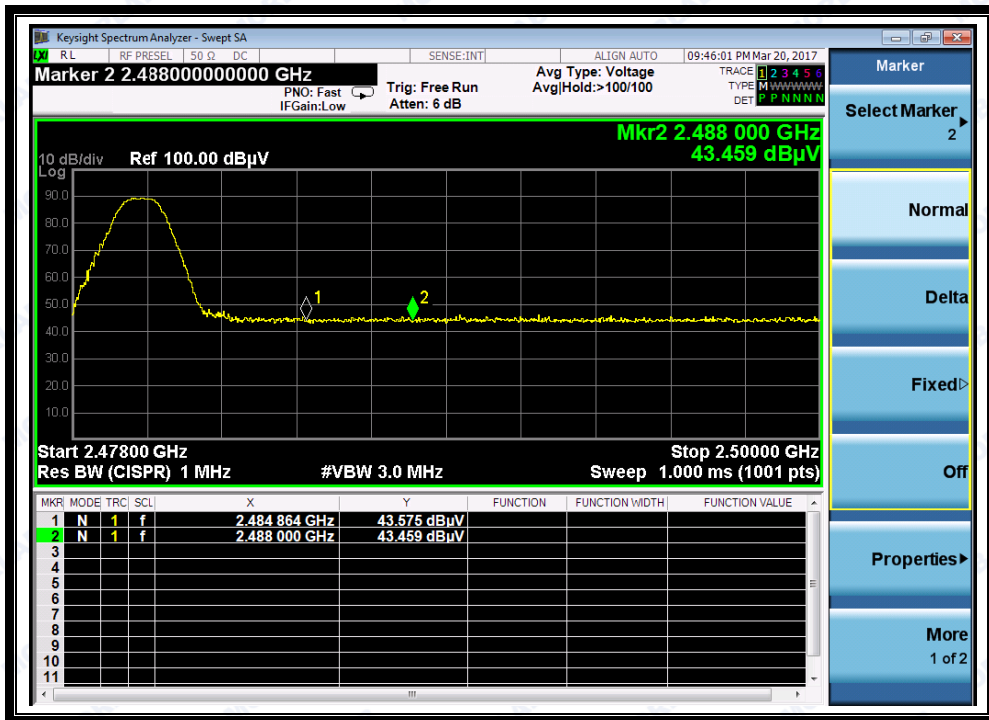 Keysight Spectrum Analyzer - Swept SA
LXI RL RF PRESEL 50 Ω DC SENSE:INT ALIGN AUTO 09:46:01 PM Mar 20, 2017
Marker 2 2.488000000000 GHz
PNO: Fast
IFGain:Low
Trig: Free Run
Atten: 6 dB
Avg Type: Voltage
Avg|Hold:>100/100
TRACE 1 2 3 4 5 6
TYPE M WWWWW
DET P P N N N N
Mkr2 2.488 000 GHz
43.459 dBµV
10 dB/div Ref 100.00 dBµV
Log
90.0
80.0
70.0
60.0
50.0
40.0
30.0
20.0
10.0
1
2
Start 2.47800 GHz Stop 2.50000 GHz
Res BW (CISPR) 1 MHz #VBW 3.0 MHz Sweep 1.000 ms (1001 pts)
MKR MODE TRC SCL X Y FUNCTION FUNCTION WIDTH FUNCTION VALUE
1 N 1 f 2.484 864 GHz 43.575 dBµV
2 N 1 f 2.488 000 GHz 43.459 dBµV
3
4
5
6
7
8
9
10
11
Marker
Select Marker
2
Normal
Delta
Fixed
Off
Properties
More
1 of 2